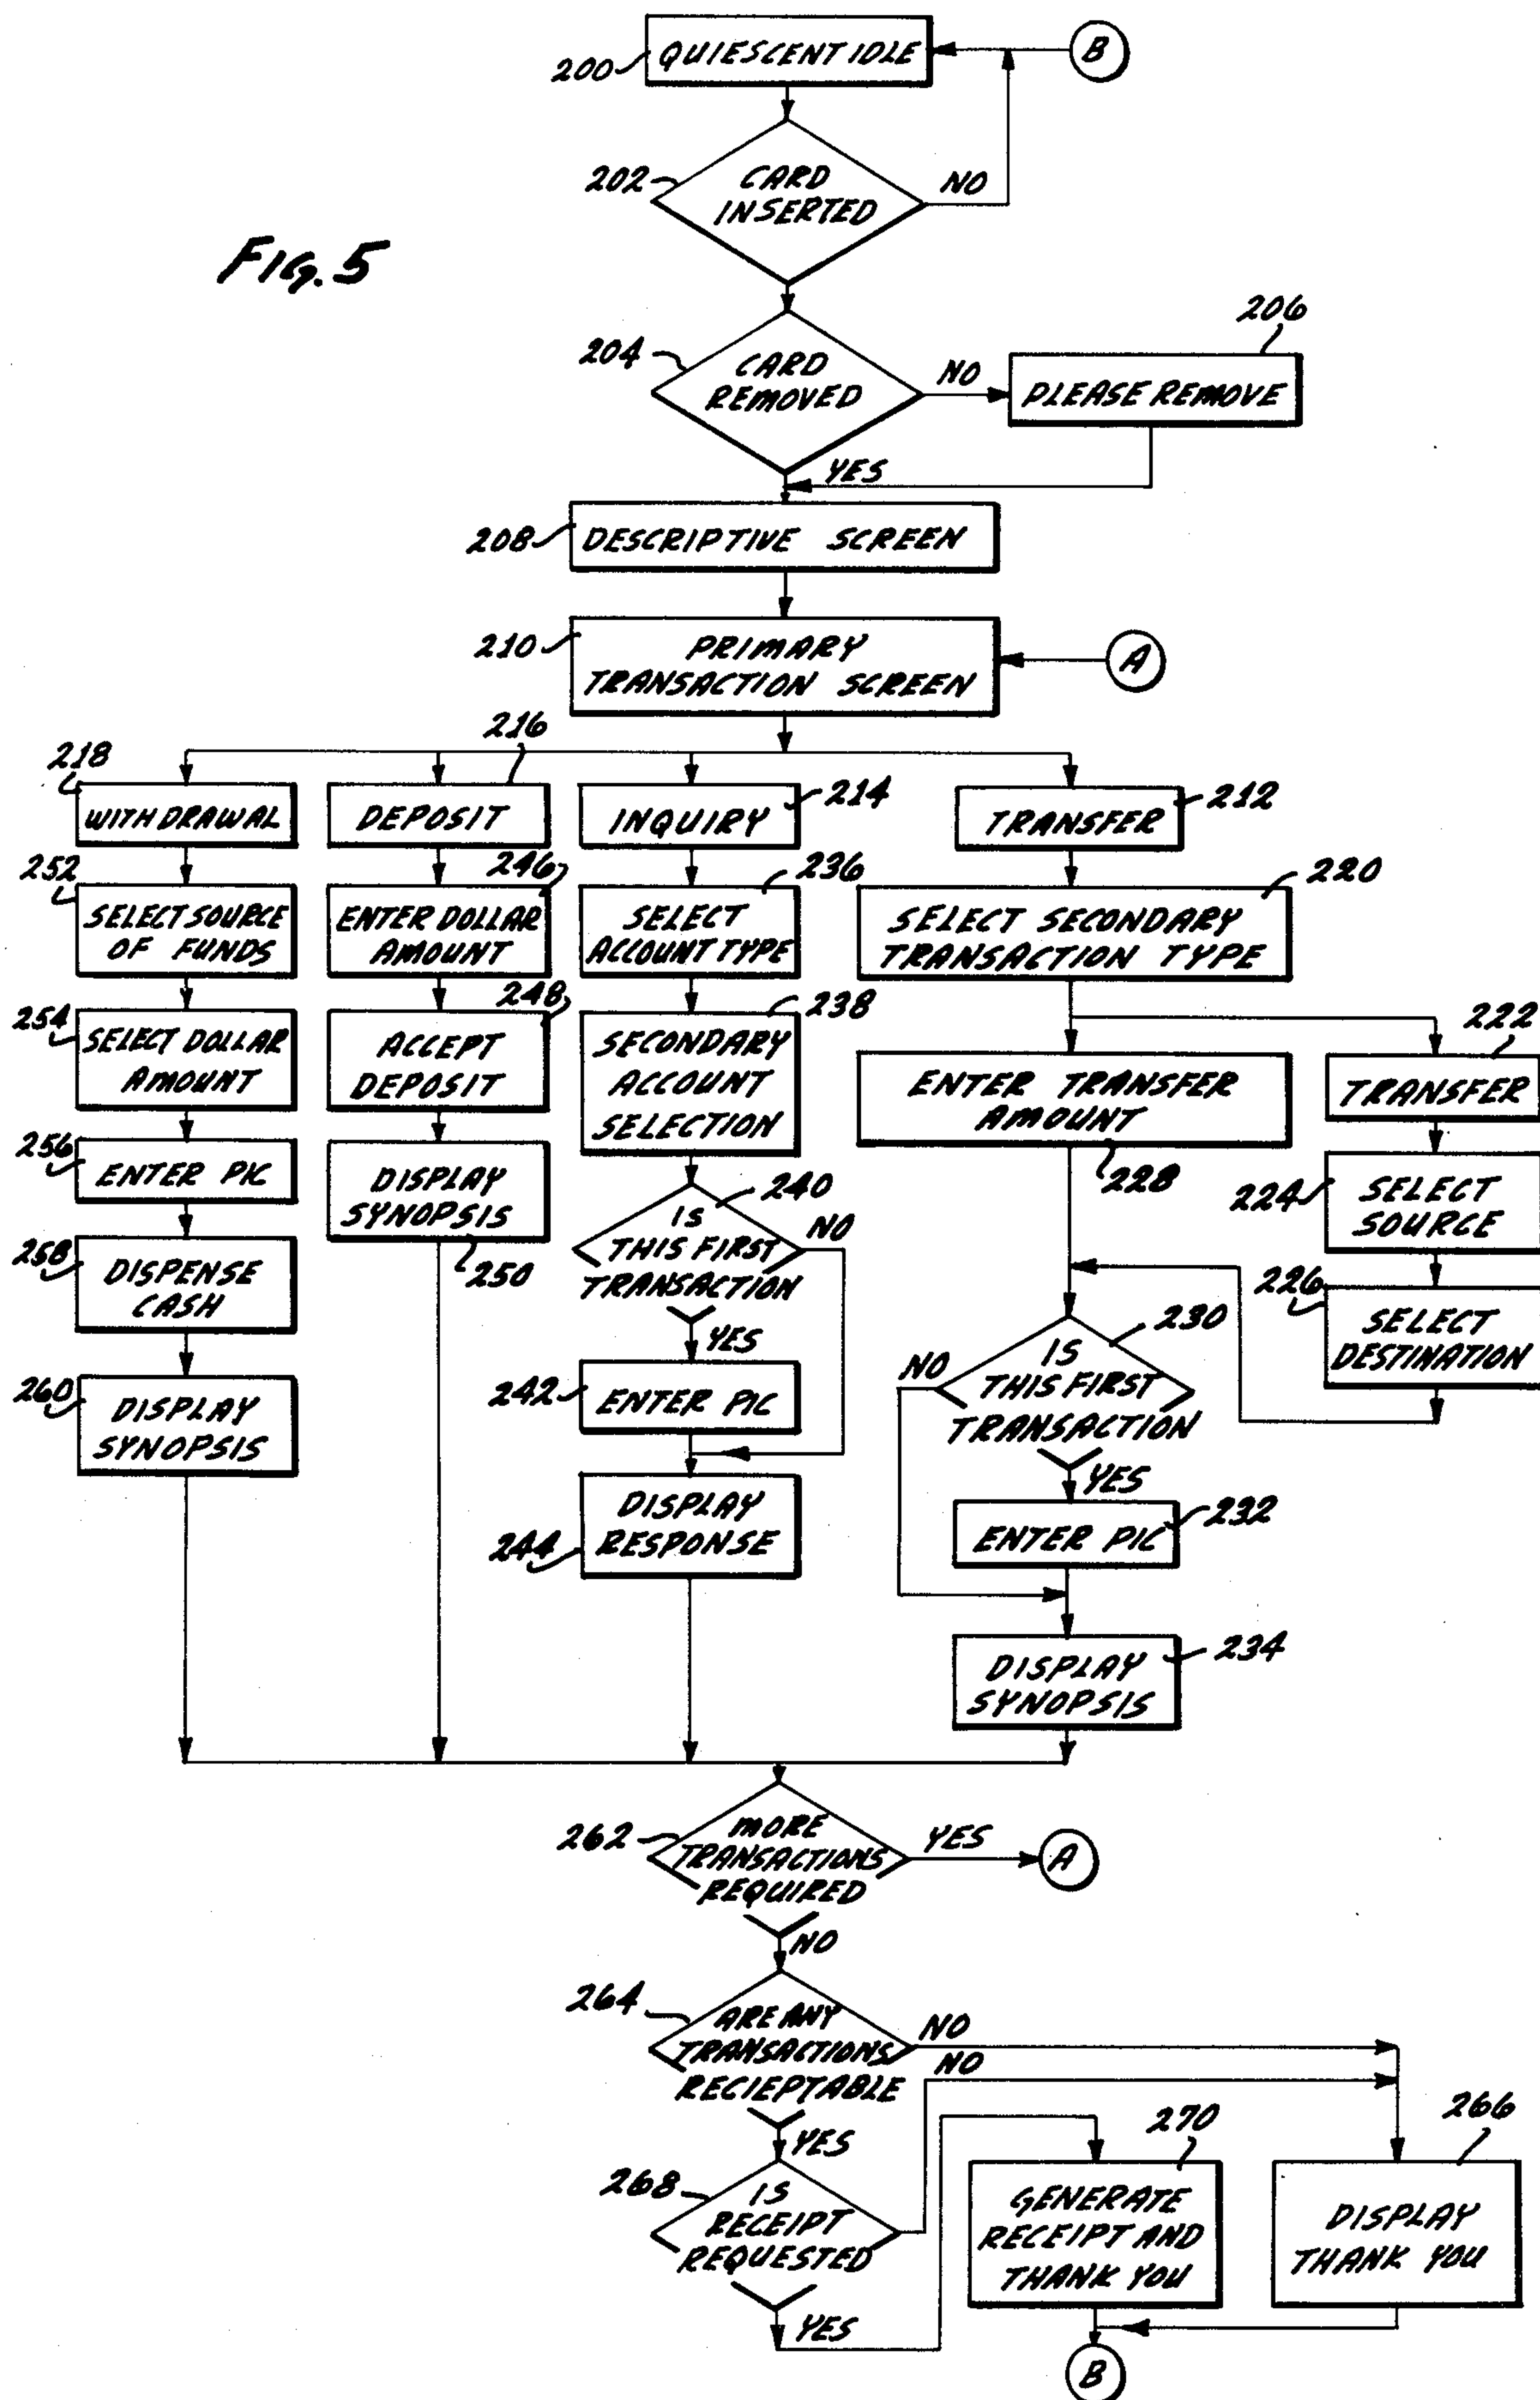 QUIESCENT IDLE
B
200
202
CARD
INSERTED
NO
Fig. 5
206
204
CARD
REMOVED
NO
PLEASE REMOVE
YES
208
DESCRIPTIVE SCREEN
210
PRIMARY
TRANSACTION SCREEN
A
218
216
214
212
WITHDRAWAL
DEPOSIT
INQUIRY
TRANSFER
252
246
236
220
SELECT SOURCE
OF FUNDS
ENTER DOLLAR
AMOUNT
SELECT
ACCOUNT TYPE
SELECT SECONDARY
TRANSACTION TYPE
254
248
238
222
SELECT DOLLAR
AMOUNT
ACCEPT
DEPOSIT
SECONDARY
ACCOUNT
SELECTION
ENTER TRANSFER
AMOUNT
228
TRANSFER
256
ENTER PIC
DISPLAY
SYNOPSIS
250
240
IS
THIS FIRST
TRANSACTION
NO
YES
224
SELECT
SOURCE
258
DISPENSE
CASH
226
SELECT
DESTINATION
230
IS
THIS FIRST
TRANSACTION
NO
YES
260
DISPLAY
SYNOPSIS
242
ENTER PIC
232
ENTER PIC
244
DISPLAY
RESPONSE
234
DISPLAY
SYNOPSIS
262
MORE
TRANSACTIONS
REQUIRED
YES
A
NO
264
ARE ANY
TRANSACTIONS
RECIEPTABLE
NO
NO
YES
268
IS
RECEIPT
REQUESTED
YES
270
GENERATE
RECEIPT AND
THANK YOU
266
DISPLAY
THANK YOU
B